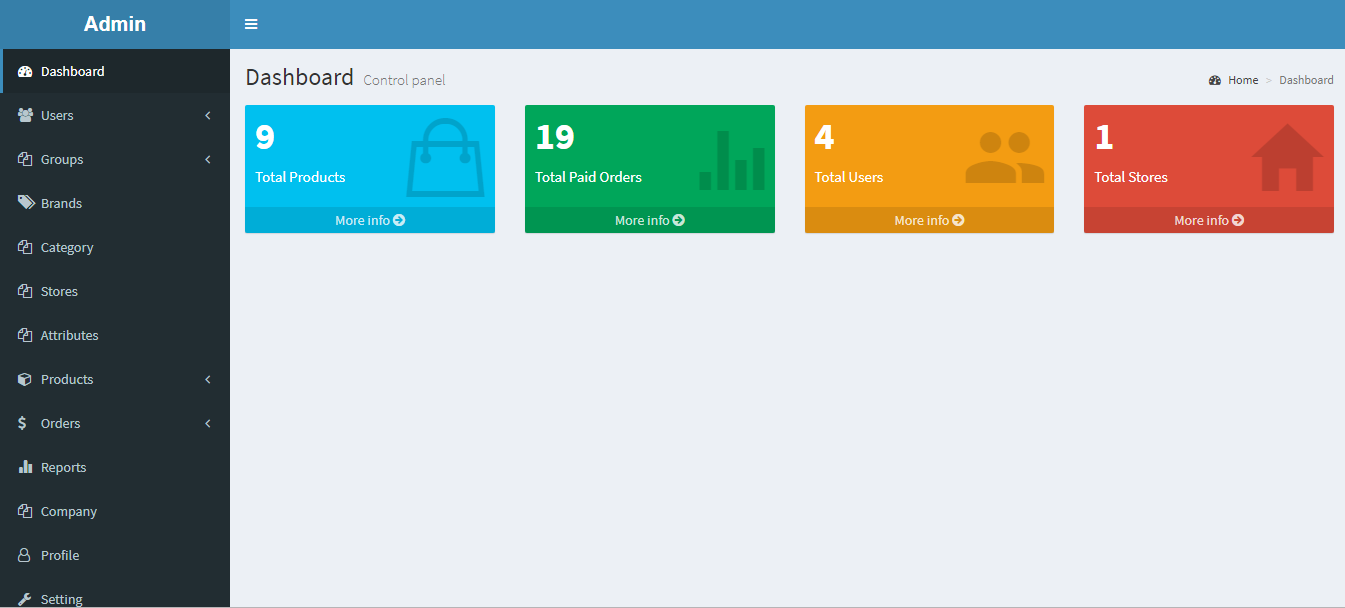 Admin
Dashboard
Users
Groups
Brands
Category
Stores
Attributes
Products
Orders
Reports
Company
Profile
Setting
Dashboard Control panel
Home > Dashboard
9
Total Products
More info
19
Total Paid Orders
More info
4
Total Users
More info
1
Total Stores
More info